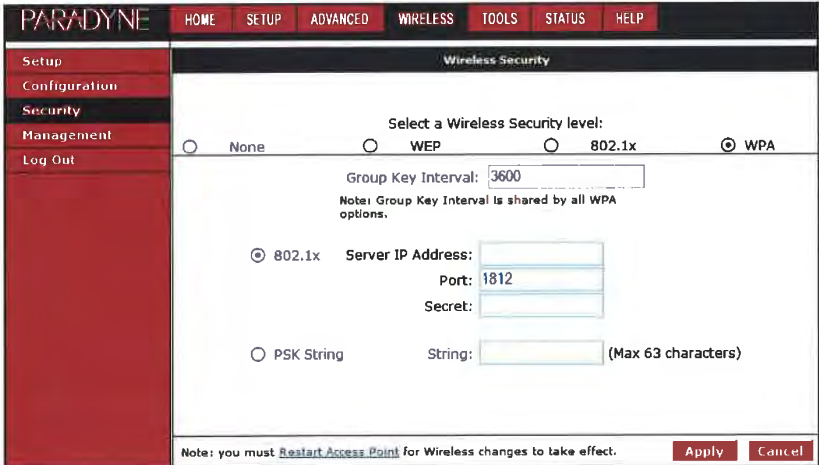 PARADYNE
HOME SETUP ADVANCED WIRELESS TOOLS STATUS HELP
Setup
Configuration
Security
Management
Log Out
Wireless Security
Select a Wireless Security level:
None WEP 802.1x WPA
Group Key Interval: 3600
Note: Group Key Interval is shared by all WPA
options.
802.1x Server IP Address:
Port: 1812
Secret:
PSK String String: (Max 63 characters)
Note: you must Restart Access Point for Wireless changes to take effect. Apply Cancel